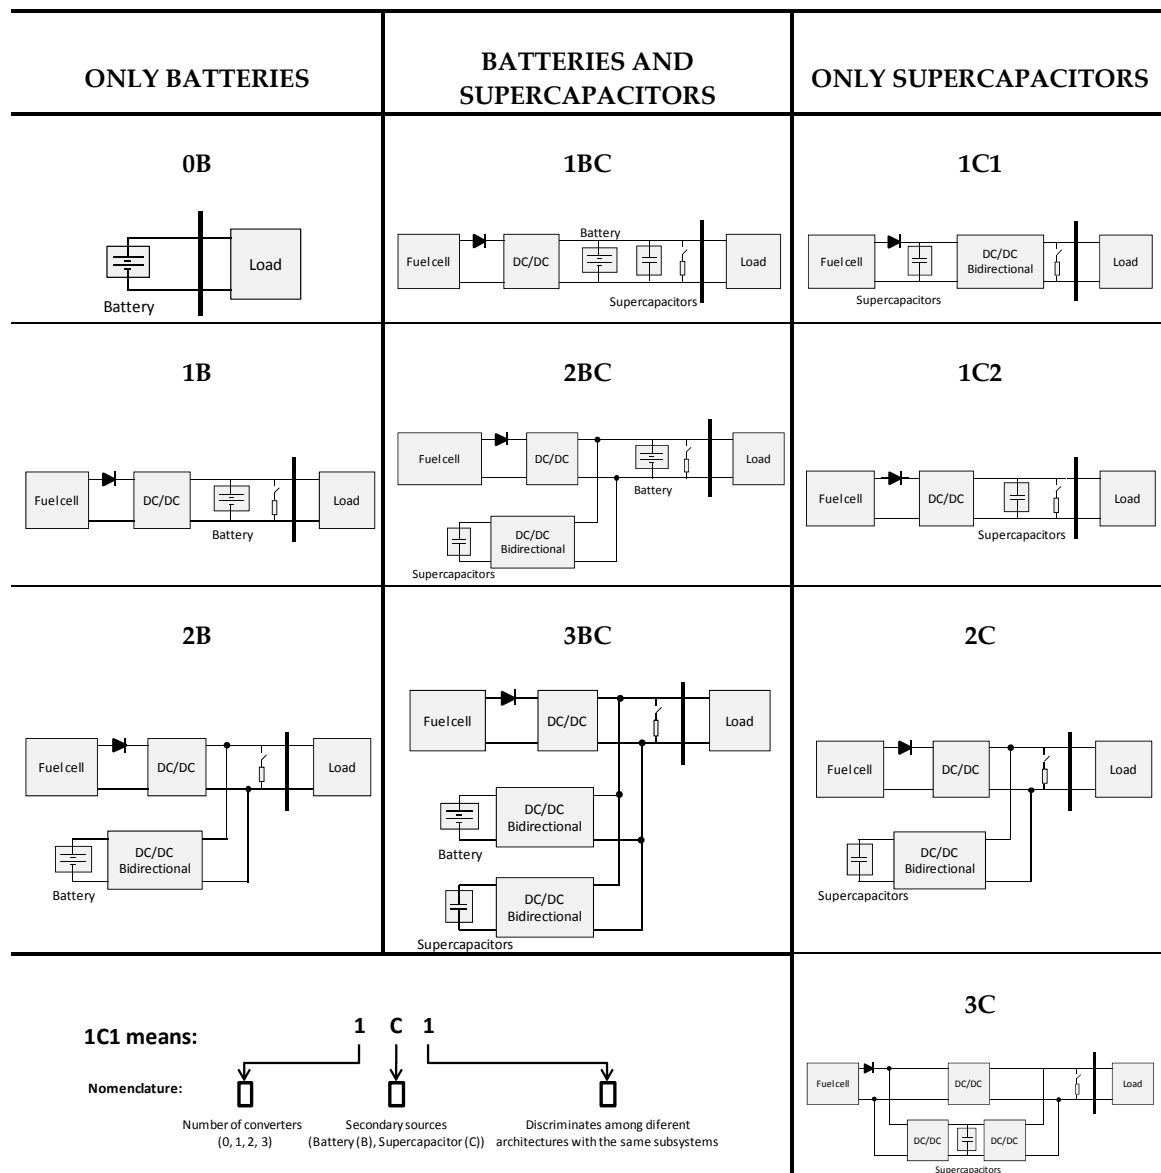 ONLY BATTERIES
BATTERIES AND
SUPERCAPACITORS
ONLY SUPERCAPACITORS
0B
Load
Battery
1BC
Fuel cell
DC/DC
Battery
Supercapacitors
Load
1C1
Fuel cell
Supercapacitors
DC/DC
Bidirectional
Load
1B
Fuel cell
DC/DC
Battery
Load
2BC
Fuel cell
DC/DC
Battery
Load
DC/DC
Bidirectional
Supercapacitors
1C2
Fuel cell
DC/DC
Supercapacitors
Load
2B
Fuel cell
DC/DC
Load
DC/DC
Bidirectional
Battery
3BC
Fuel cell
DC/DC
Load
DC/DC
Bidirectional
Battery
DC/DC
Bidirectional
Supercapacitors
2C
Fuel cell
DC/DC
Load
DC/DC
Bidirectional
Supercapacitors
1C1 means:
1 C 1
Nomenclature:
Number of converters
(0, 1, 2, 3)
Secondary sources
(Battery (B), Supercapacitor (C))
Discriminates among diferent
architectures with the same subsystems
3C
Fuel cell
DC/DC
Load
DC/DC
DC/DC
Supercapacitors